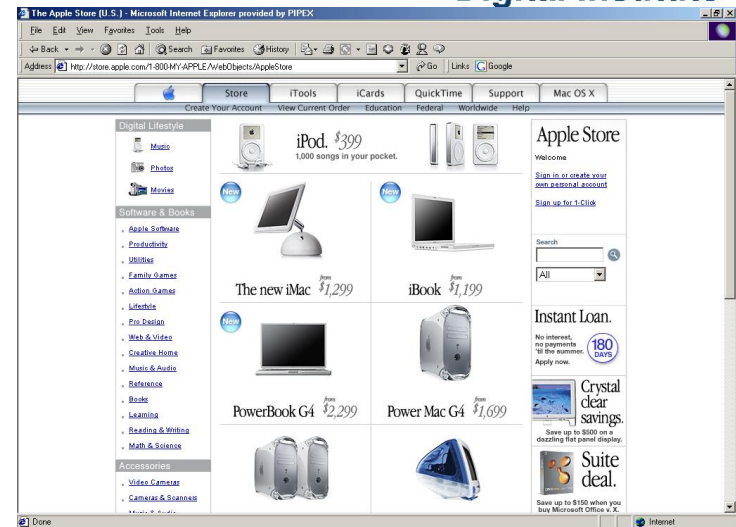 Digital Institute
The Apple Store (U.S.) - Microsoft Internet Explorer provided by PIPEX
File Edit View Favorites Tools Help
Back Search Favorites History
Address http://store.apple.com/1-800-MY-APPLE/WebObjects/AppleStore Go Links Google
Store iTools iCards QuickTime Support Mac OS X
Create Your Account View Current Order Education Federal Worldwide Help
Digital Lifestyle
Music
Photos
Movies
Software & Books
Apple Software
Productivity
Utilities
Family Games
Action Games
Lifestyle
Pro Design
Web & Video
Creative Home
Music & Audio
Reference
Books
Learning
Reading & Writing
Math & Science
Accessories
Video Cameras
Cameras & Scanners
iPod. $399
1,000 songs in your pocket.
New
The new iMac from $1,299
New
iBook from $1,199
New
PowerBook G4 from $2,299
Power Mac G4 from $1,699
Apple Store
Welcome
Sign in or create your
own personal account
Sign up for 1-Click
Search
All
Instant Loan.
No interest,
no payments
'til the summer.
Apply now.
180
DAYS
Crystal
clear
savings.
Save up to $500 on a
dazzling flat panel display.
Suite
deal.
Save up to $150 when you
buy Microsoft Office v. X.
Done Internet